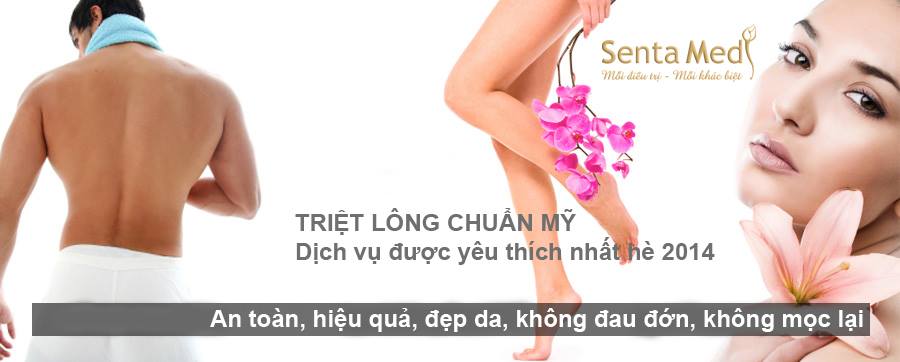 Senta Med
Mỗi điều trị - Mỗi khác biệt
TRIỆT LÔNG CHUẨN MỸ
Dịch vụ được yêu thích nhất hè 2014
An toàn, hiệu quả, đẹp da, không đau đớn, không mọc lại